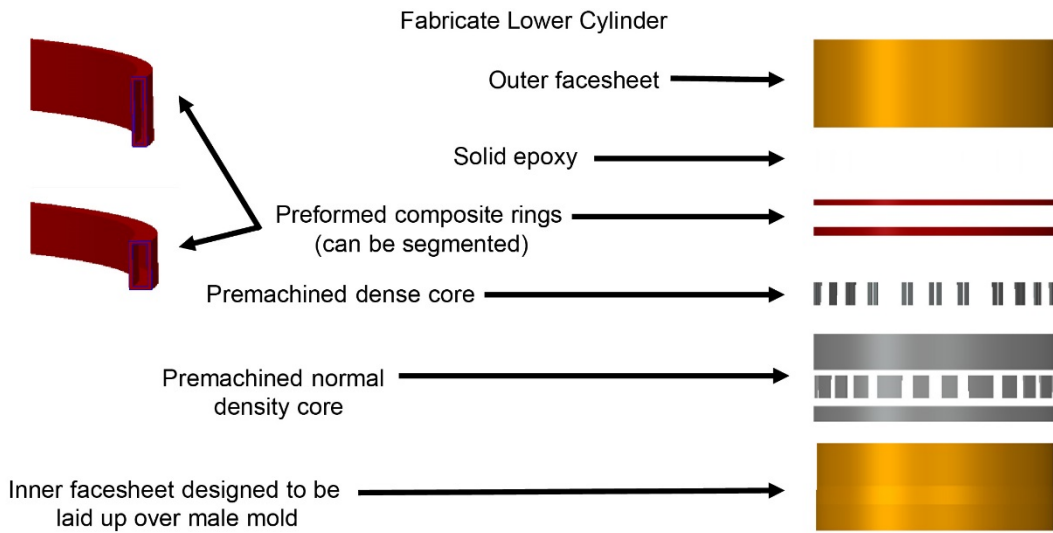 Fabricate Lower Cylinder
Outer facesheet
Solid epoxy
Preformed composite rings
(can be segmented)
Premachined dense core
Premachined normal
density core
Inner facesheet designed to be
laid up over male mold